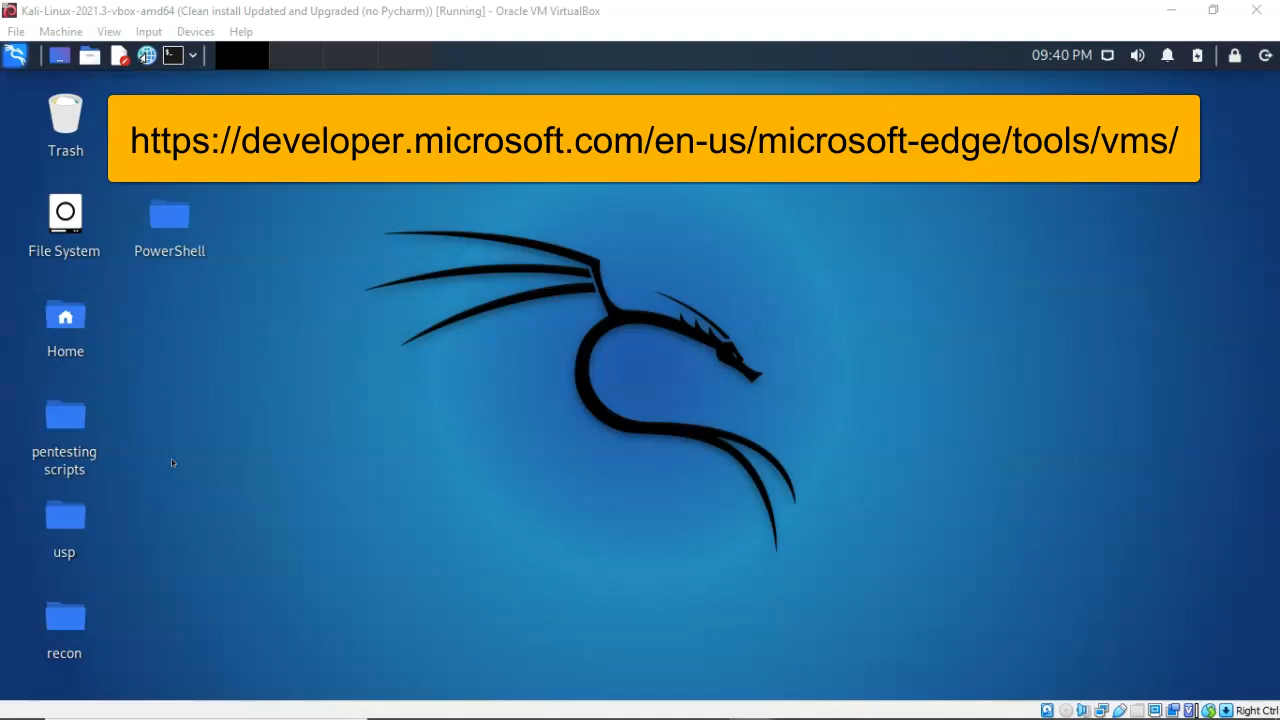 Kali-Linux-2021.3-vbox-amd64 (Clean install Updated and Upgraded (no Pycharm)) [Running] - Oracle VM VirtualBox
File Machine View Input Devices Help
09:40 PM
https://developer.microsoft.com/en-us/microsoft-edge/tools/vms/
Trash
File System
PowerShell
Home
pentesting
scripts
usp
recon
Right Ctrl